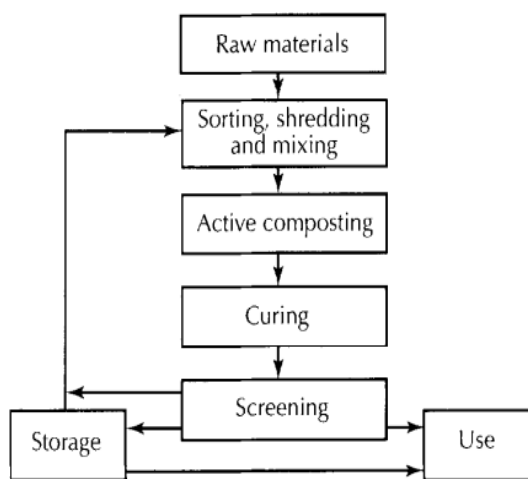 Raw materials
Sorting, shredding
and mixing
Active composting
Curing
Screening
Storage
Use